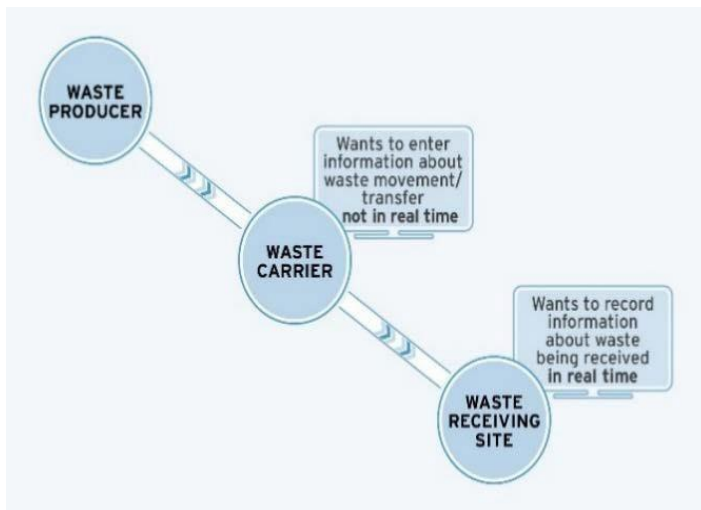 WASTE
PRODUCER
Wants to enter
information about
waste movement/
transfer
not in real time
WASTE
CARRIER
Wants to record
information
about waste
being received
in real time
WASTE
RECEIVING
SITE